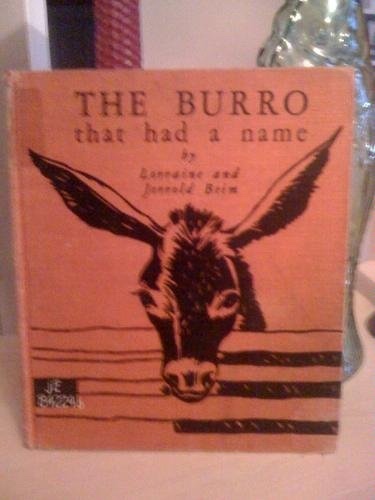 THE BURRO
that had a name
by
Lorraine and
Jerrold Beim
jE